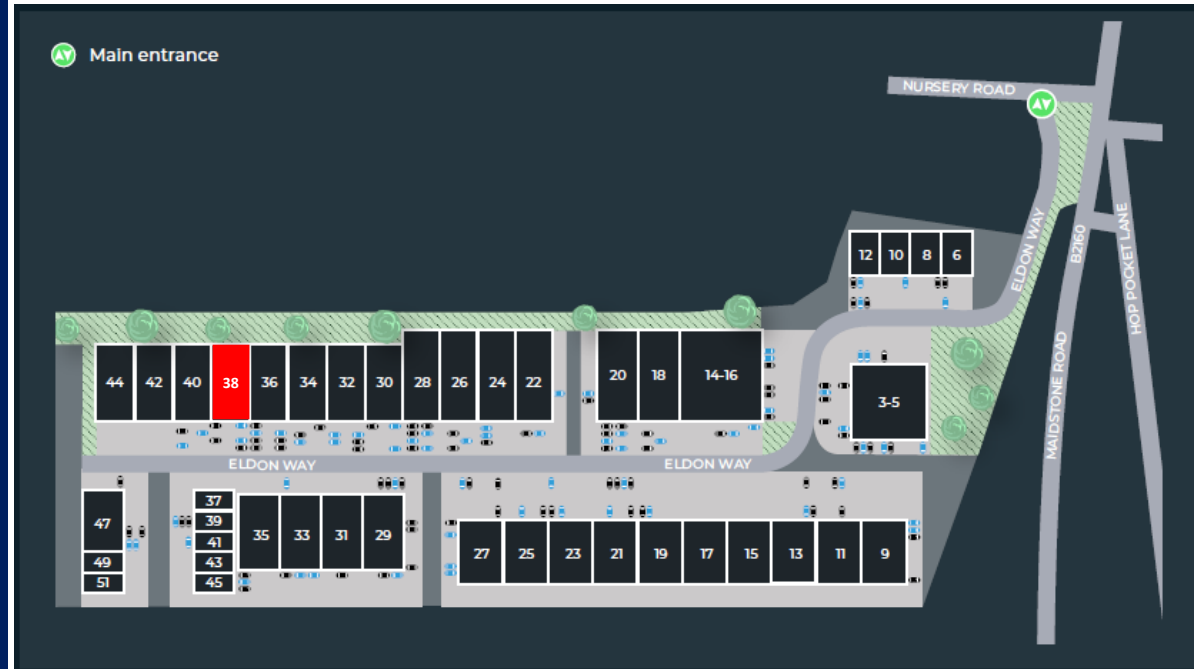 Main entrance
NURSERY ROAD
ELDON WAY
B2160
HOP POCKET LANE
MAIDSTONE ROAD
12 10 8 6
44 42 40 38 36 34 32 30 28 26 24 22
20 18 14-16
3-5
ELDON WAY
ELDON WAY
47
49
51
37
39
41
43
45
35 33 31 29
27 25 23 21 19 17 15 13 11 9